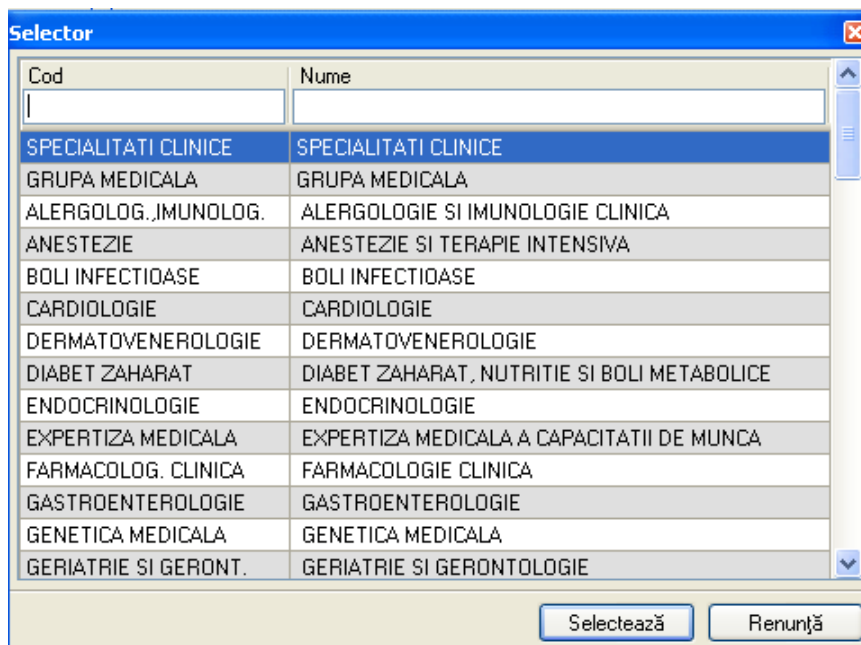 Selector
Cod Nume
SPECIALITATI CLINICE SPECIALITATI CLINICE
GRUPA MEDICALA GRUPA MEDICALA
ALERGOLOG.,IMUNOLOG. ALERGOLOGIE SI IMUNOLOGIE CLINICA
ANESTEZIE ANESTEZIE SI TERAPIE INTENSIVA
BOLI INFECTIOASE BOLI INFECTIOASE
CARDIOLOGIE CARDIOLOGIE
DERMATOVENEROLOGIE DERMATOVENEROLOGIE
DIABET ZAHARAT DIABET ZAHARAT, NUTRITIE SI BOLI METABOLICE
ENDOCRINOLOGIE ENDOCRINOLOGIE
EXPERTIZA MEDICALA EXPERTIZA MEDICALA A CAPACITATII DE MUNCA
FARMACOLOG. CLINICA FARMACOLOGIE CLINICA
GASTROENTEROLOGIE GASTROENTEROLOGIE
GENETICA MEDICALA GENETICA MEDICALA
GERIATRIE SI GERONT. GERIATRIE SI GERONTOLOGIE
Selectează Renunţă